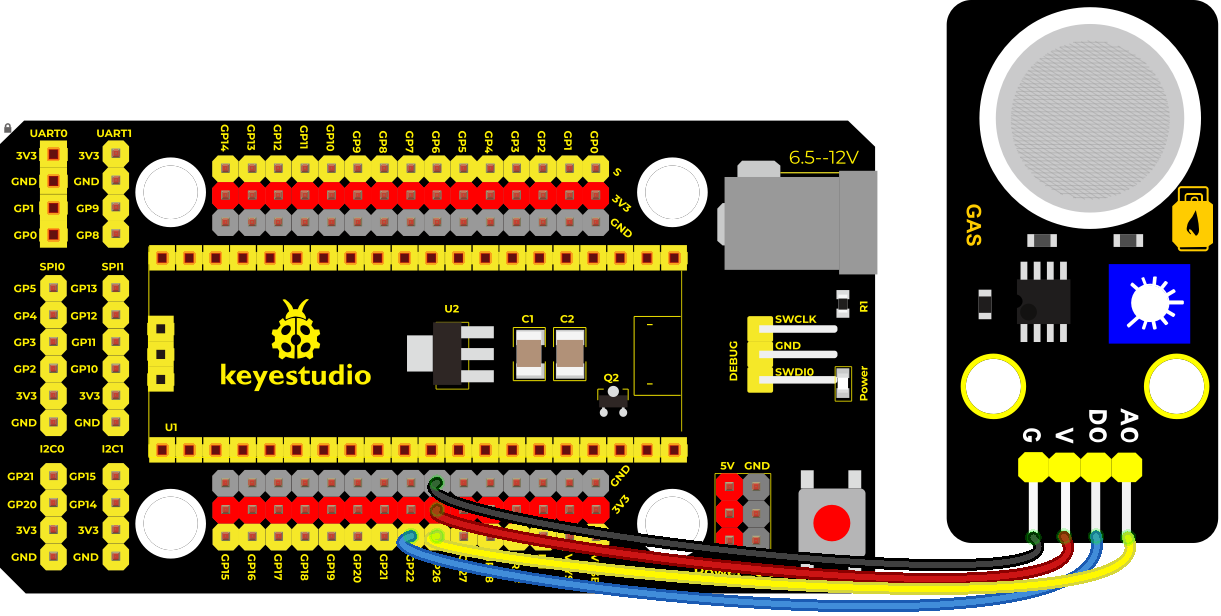 6.5--12V
UART0
UART1
3V3
GND
GP1
GP0
3V3
GND
GP9
GP8
GP14
GP13
GP12
GP11
GP10
GP9
GP8
GP7
GP6
GP5
GP4
GP3
GP2
GP1
GP0
S
3V3
GND
SPI0
SPI1
GP5
GP4
GP3
GP2
3V3
GND
GP13
GP12
GP11
GP10
3V3
GND
keyestudio
U2
C1
C2
Q2
U1
DEBUG
SWCLK
GND
SWDI0
R1
Power
I2C0
I2C1
GP21
GP20
3V3
GND
GP15
GP14
3V3
GND
GND
3V3
5V
GND
GP15
GP16
GP17
GP18
GP19
GP20
GP21
GP22
GAS
G
V
DO
AO